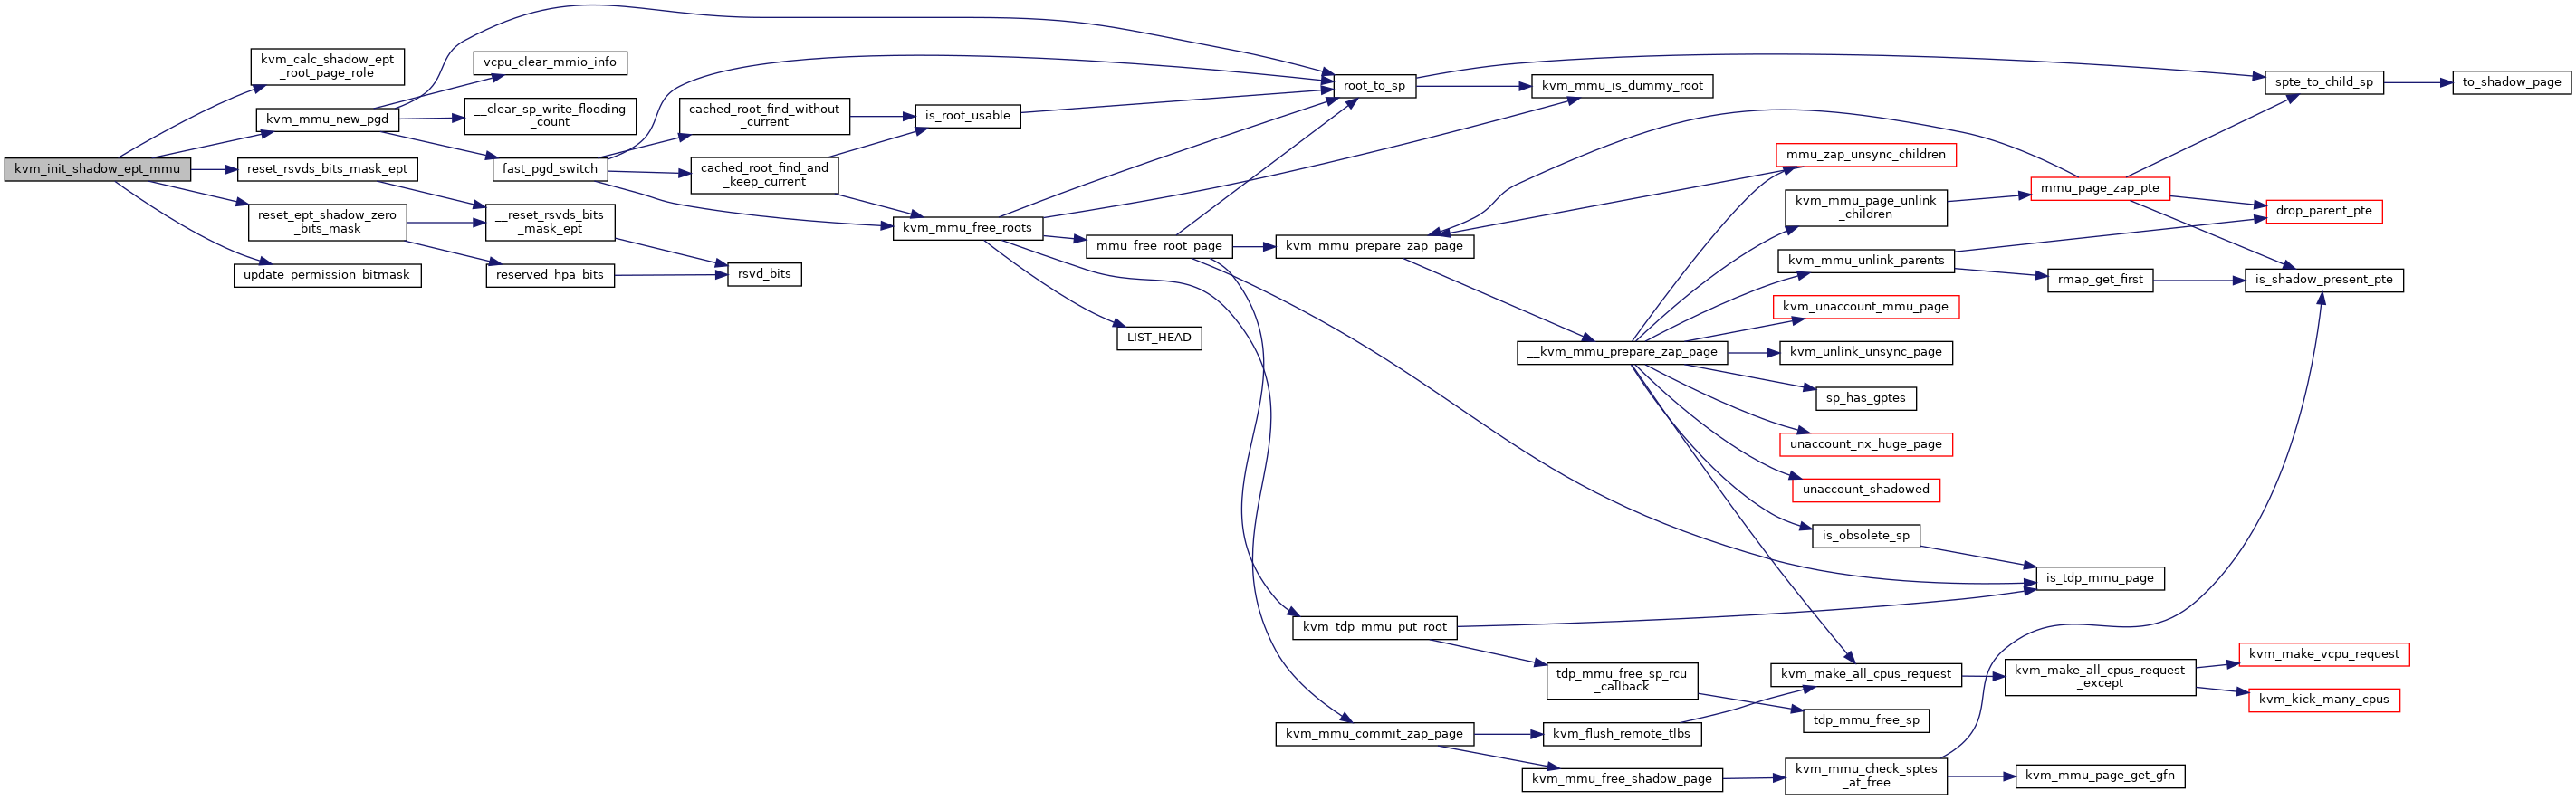 kvm_init_shadow_ept_mmu
kvm_calc_shadow_ept
_root_page_role
kvm_mmu_new_pgd
reset_rsvds_bits_mask_ept
reset_ept_shadow_zero
_bits_mask
update_permission_bitmask
vcpu_clear_mmio_info
__clear_sp_write_flooding
_count
fast_pgd_switch
__reset_rsvds_bits
_mask_ept
reserved_hpa_bits
cached_root_find_without
_current
cached_root_find_and
_keep_current
rsvd_bits
is_root_usable
kvm_mmu_free_roots
mmu_free_root_page
LIST_HEAD
root_to_sp
kvm_mmu_prepare_zap_page
kvm_tdp_mmu_put_root
kvm_mmu_commit_zap_page
kvm_mmu_is_dummy_root
__kvm_mmu_prepare_zap_page
tdp_mmu_free_sp_rcu
_callback
kvm_flush_remote_tlbs
kvm_mmu_free_shadow_page
mmu_zap_unsync_children
kvm_mmu_page_unlink
_children
kvm_mmu_unlink_parents
kvm_unaccount_mmu_page
kvm_unlink_unsync_page
sp_has_gptes
unaccount_nx_huge_page
unaccount_shadowed
is_obsolete_sp
kvm_make_all_cpus_request
tdp_mmu_free_sp
kvm_mmu_check_sptes
_at_free
mmu_page_zap_pte
rmap_get_first
is_tdp_mmu_page
kvm_make_all_cpus_request
_except
kvm_mmu_page_get_gfn
spte_to_child_sp
drop_parent_pte
is_shadow_present_pte
kvm_make_vcpu_request
kvm_kick_many_cpus
to_shadow_page